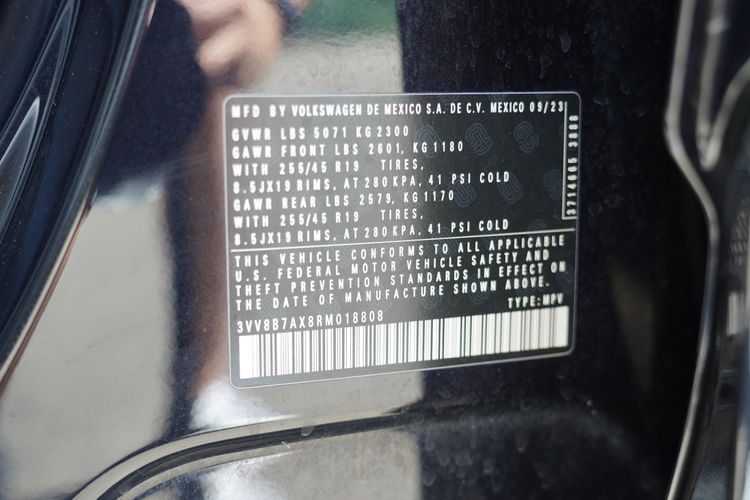 MFD BY VOLKSWAGEN DE MEXICO S.A. DE C.V. MEXICO 09/23
GVWR LBS 5071 KG 2300
GAWR FRONT LBS 2601, KG 1180
WITH 255/45 R19 TIRES,
8.5JX19 RIMS, AT 280 KPA, 41 PSI COLD
GAWR REAR LBS 2579, KG 1170
WITH 255/45 R19 TIRES,
8.5JX19 RIMS, AT 280 KPA, 41 PSI COLD
3714665 3880
THIS VEHICLE CONFORMS TO ALL APPLICABLE
U.S. FEDERAL MOTOR VEHICLE SAFETY AND
THEFT PREVENTION STANDARDS IN EFFECT ON
THE DATE OF MANUFACTURE SHOWN ABOVE.
TYPE: MPV
3VV8B7AX8RM018808